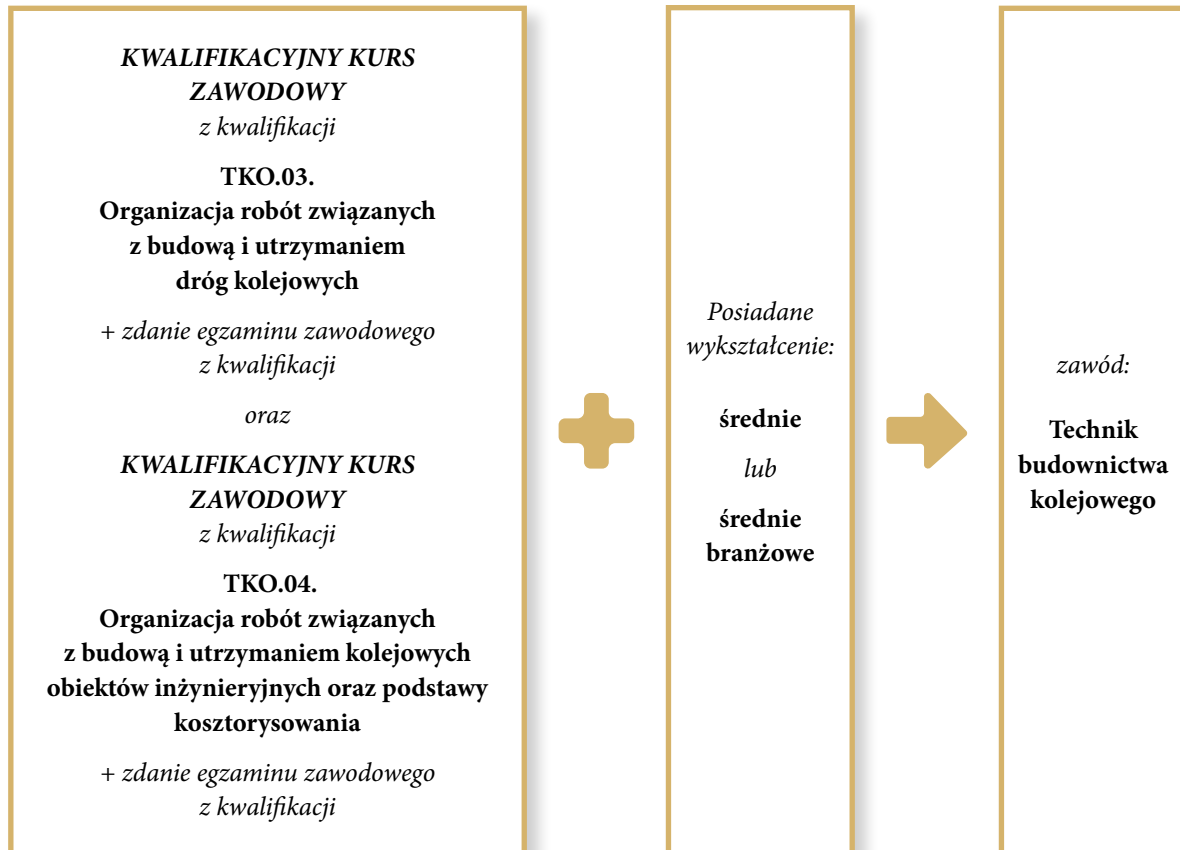 KWALIFIKACYJNY KURS
ZAWODOWY
z kwalifikacji
TKO.03.
Organizacja robót związanych
z budową i utrzymaniem
dróg kolejowych
+ zdanie egzaminu zawodowego
z kwalifikacji
oraz
KWALIFIKACYJNY KURS
ZAWODOWY
z kwalifikacji
TKO.04.
Organizacja robót związanych
z budową i utrzymaniem kolejowych
obiektów inżynieryjnych oraz podstawy
kosztorysowania
+ zdanie egzaminu zawodowego
z kwalifikacji
Posiadane
wykształcenie:
średnie
lub
średnie
branżowe
zawód:
Technik
budownictwa
kolejowego